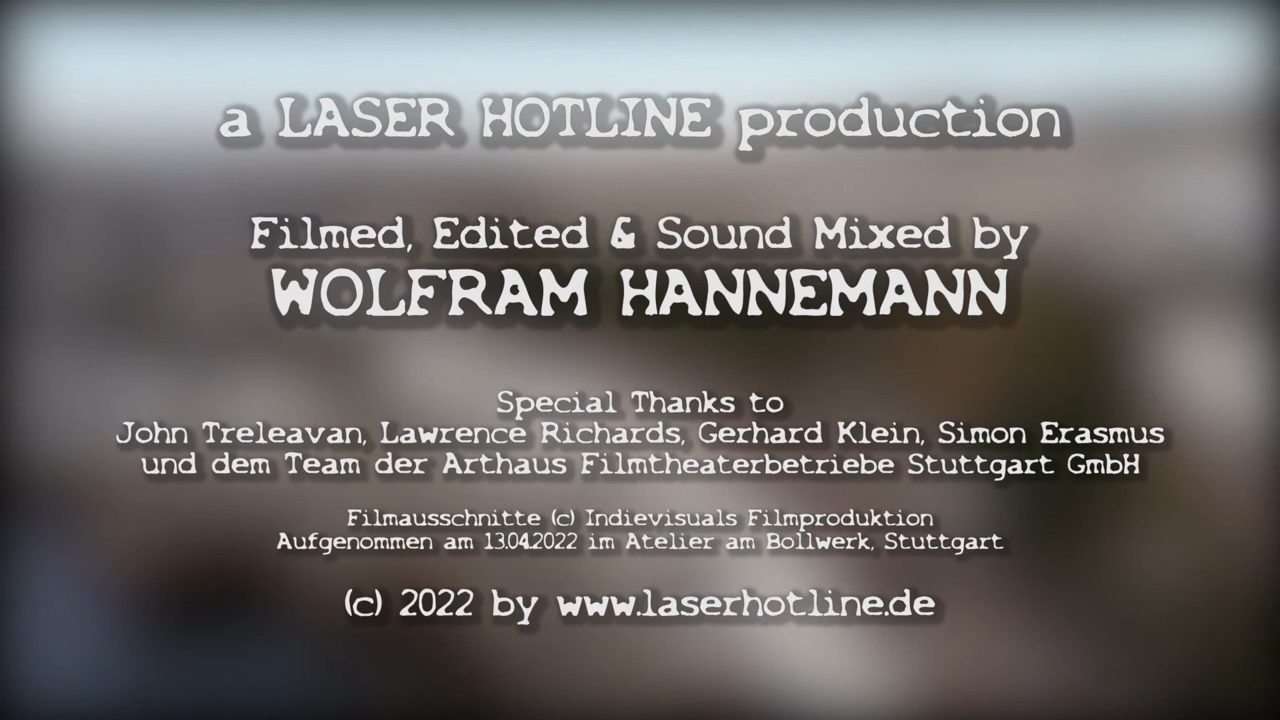 a LASER HOTLINE production
Filmed, Edited & Sound Mixed by
WOLFRAM HANNEMANN
Special Thanks to
John Treleavan, Lawrence Richards, Gerhard Klein, Simon Erasmus
und dem Team der Arthaus Filmtheaterbetriebe Stuttgart GmbH
Filmausschnitte (c) Indievisuals Filmproduktion
Aufgenommen am 13.04.2022 im Atelier am Bollwerk, Stuttgart
(c) 2022 by www.laserhotline.de